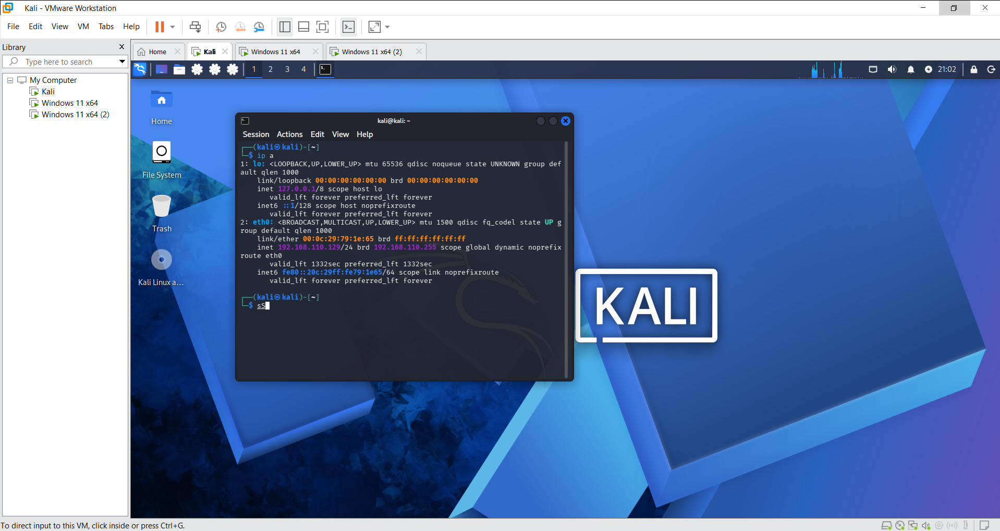 Kali - VMware Workstation
File Edit View VM Tabs Help
Library
Type here to search
My Computer
Kali
Windows 11 x64
Windows 11 x64 (2)
Home Kali Windows 11 x64 Windows 11 x64 (2)
1 2 3 4 21:02
Home
File System
Trash
Kali Linux a...
kali@kali: ~
Session Actions Edit View Help
┌──(kali㉿kali)-[~]
└─$ ip a
1: lo: <LOOPBACK,UP,LOWER_UP> mtu 65536 qdisc noqueue state UNKNOWN group def
ault qlen 1000
link/loopback 00:00:00:00:00:00 brd 00:00:00:00:00:00
inet 127.0.0.1/8 scope host lo
valid_lft forever preferred_lft forever
inet6 ::1/128 scope host noprefixroute
valid_lft forever preferred_lft forever
2: eth0: <BROADCAST,MULTICAST,UP,LOWER_UP> mtu 1500 qdisc fq_codel state UP g
roup default qlen 1000
link/ether 00:0c:29:79:1e:65 brd ff:ff:ff:ff:ff:ff
inet 192.168.110.129/24 brd 192.168.110.255 scope global dynamic noprefix
route eth0
valid_lft 1332sec preferred_lft 1332sec
inet6 fe80::20c:29ff:fe79:1e65/64 scope link noprefixroute
valid_lft forever preferred_lft forever
┌──(kali㉿kali)-[~]
└─$ sS
KALI
To direct input to this VM, click inside or press Ctrl+G.